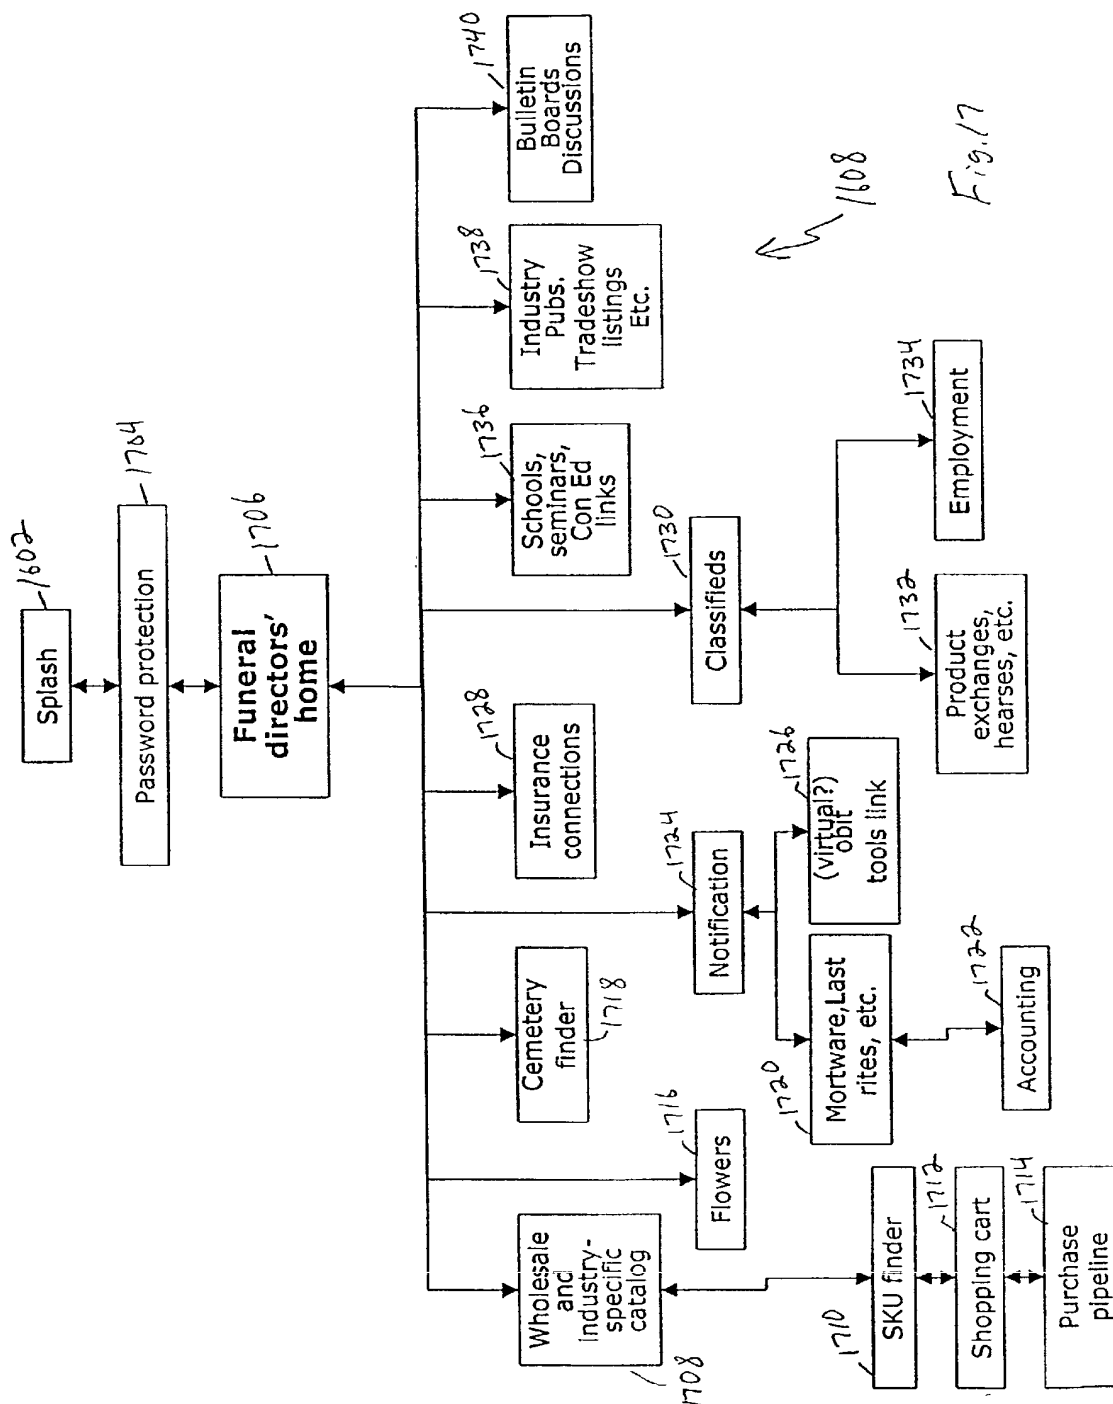 Splash
1602
Password protection
1704
Funeral
directors'
home
1706
Wholesale
and
industry-
specific
catalog
1708
Flowers
1716
Cemetery
finder
1718
Notification
1724
Insurance
connections
1728
Classifieds
1730
Schools,
seminars,
Con Ed
links
1736
Industry
Pubs.
Tradeshow
listings
Etc.
1738
Bulletin
Boards
Discussions
1740
SKU finder
1710
Shopping cart
1712
Purchase
pipeline
1714
Mortware,Last
rites, etc.
1720
Accounting
1722
(virtual?)
obit
tools link
1726
Product
exchanges,
hearses, etc.
1732
Employment
1734
1608
Fig.17